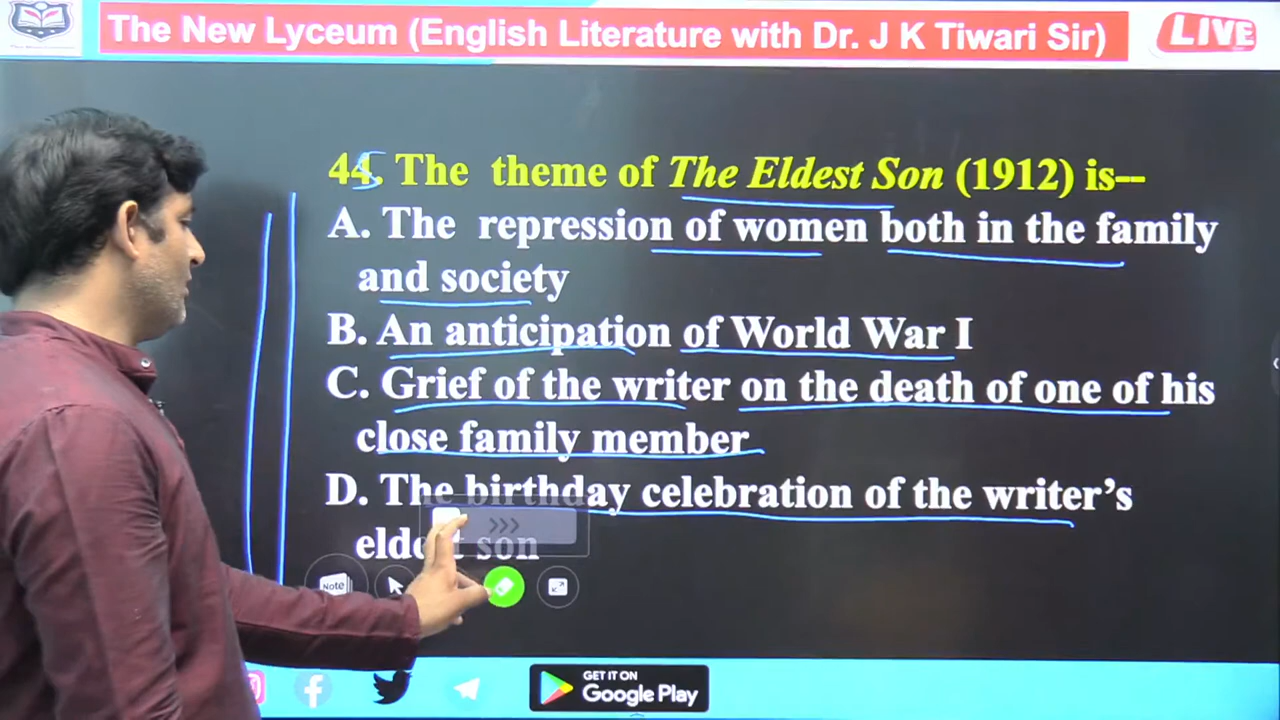 The New Lyceum (English Literature with Dr. J K Tiwari Sir)
LIVE
45. The theme of The Eldest Son (1912) is--
A. The repression of women both in the family
and society
B. An anticipation of World War I
C. Grief of the writer on the death of one of his
close family member
D. The birthday celebration of the writer's
eldest son
Note
GET IT ON
Google Play